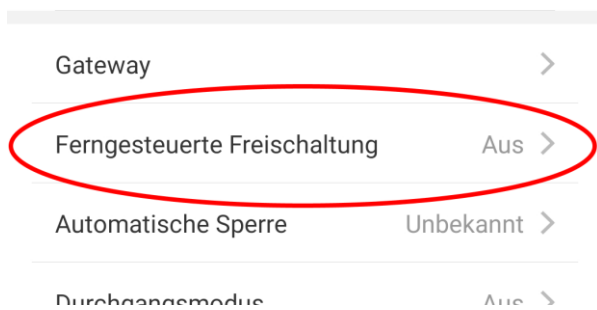 Gateway
Ferngesteuerte Freischaltung Aus
Automatische Sperre Unbekannt
Durchgangsmodus Aus